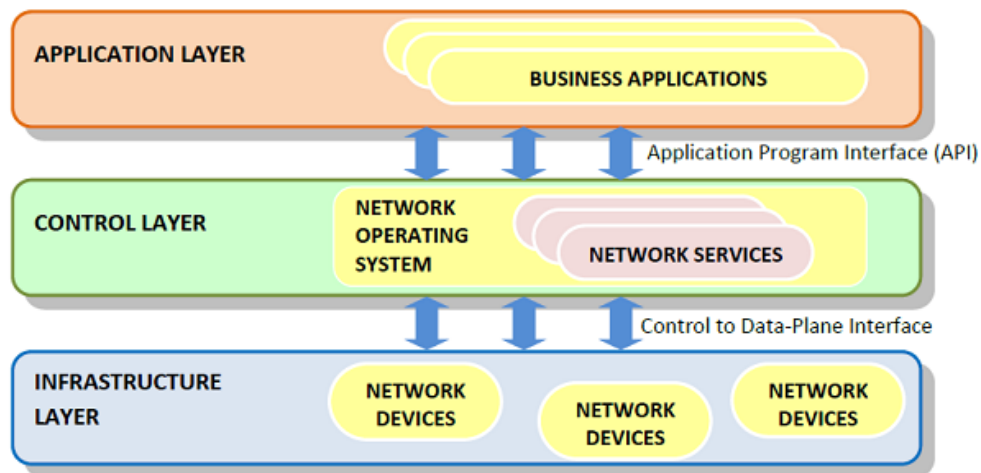 APPLICATION LAYER
BUSINESS APPLICATIONS
Application Program Interface (API)
CONTROL LAYER
NETWORK
OPERATING
SYSTEM
NETWORK SERVICES
Control to Data-Plane Interface
INFRASTRUCTURE
LAYER
NETWORK
DEVICES
NETWORK
DEVICES
NETWORK
DEVICES